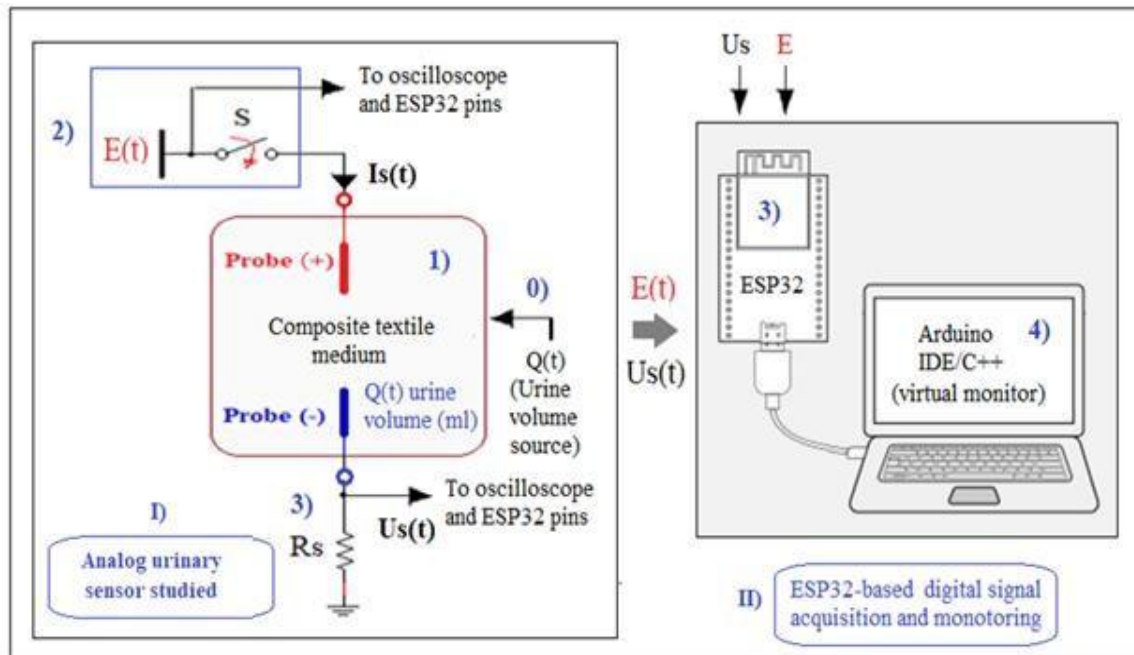 To oscilloscope
and ESP32 pins
2)
S
E(t)
Is(t)
Probe (+)
1)
0)
Composite textile
medium
Q(t)
(Urine
volume
source)
Probe (-)
Q(t) urine
volume (ml)
3)
To oscilloscope
and ESP32 pins
Us(t)
Rs
I)
Analog urinary
sensor studied
E(t)
Us(t)
Us E
3)
ESP32
Arduino 4)
IDE/C++
(virtual monitor)
II)
ESP32-based digital signal
acquisition and monotoring